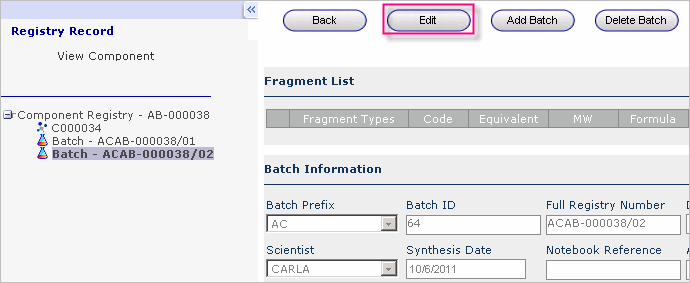 «
Registry Record
View Component
Component Registry - AB-000038
C000034
Batch - ACAB-000038/01
Batch - ACAB-000038/02
Back Edit Add Batch Delete Batch
Fragment List
Fragment Types Code Equivalent MW Formula
Batch Information
Batch Prefix Batch ID Full Registry Number
AC 64 ACAB-000038/02
Scientist Synthesis Date Notebook Reference
CARLA 10/6/2011